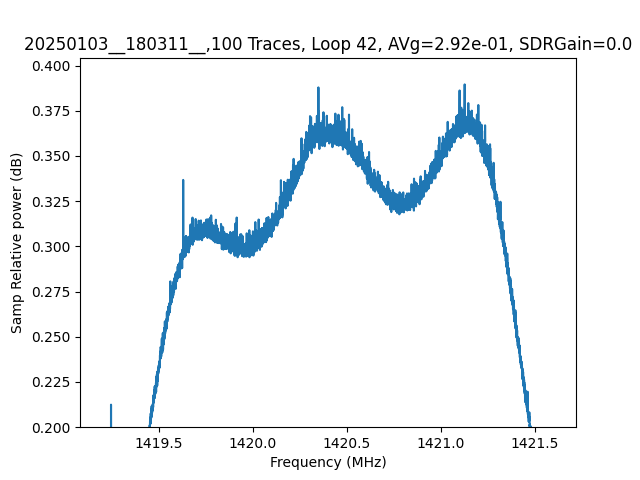 20250103__180311__,100 Traces, Loop 42, AVg=2.92e-01, SDRGain=0.0
0.400
0.375
0.350
0.325
0.300
0.275
0.250
0.225
0.200
Samp Relative power (dB)
1419.5 1420.0 1420.5 1421.0 1421.5
Frequency (MHz)